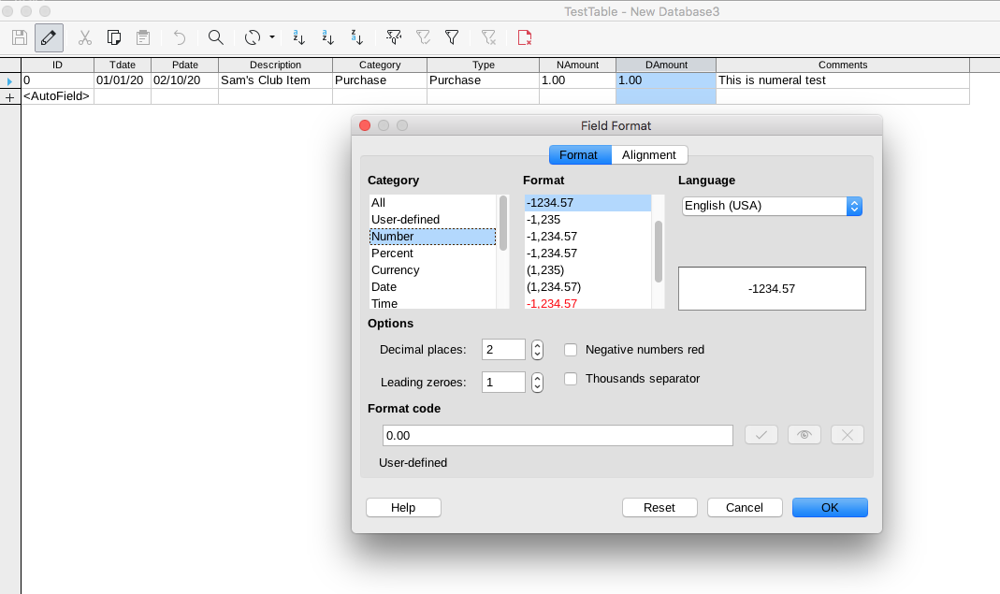 TestTable - New Database3
ID Tdate Pdate Description Category Type NAmount DAmount Comments
0 01/01/20 02/10/20 Sam's Club Item Purchase Purchase 1.00 1.00 This is numeral test
<AutoField>
Field Format
Format Alignment
Category Format Language
All -1234.57 English (USA)
User-defined -1,235
Number -1,234.57
Percent -1,234.57
Currency (1,235)
Date (1,234.57) -1234.57
Time -1,234.57
Options
Decimal places: 2 Negative numbers red
Leading zeroes: 1 Thousands separator
Format code
0.00
User-defined
Help Reset Cancel OK